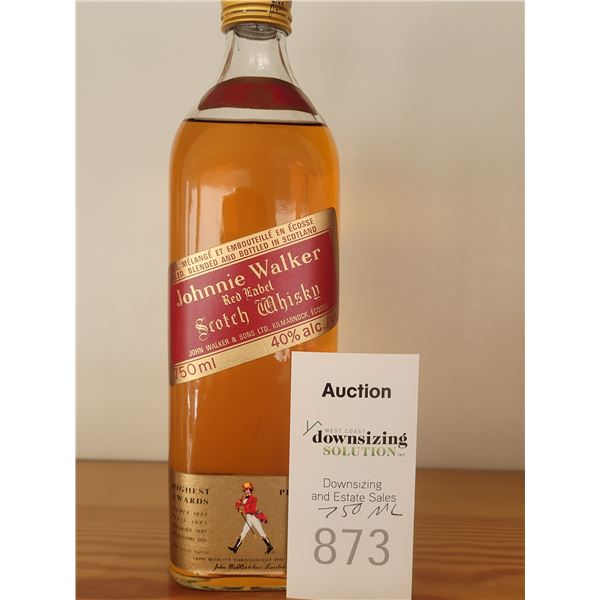 MÉLANGÉ ET EMBOUTEILLÉ EN ÉCOSSE
BLENDED AND BOTTLED IN SCOTLAND
Johnnie Walker
Red Label
Scotch Whisky
JOHN WALKER & SONS LTD., KILMARNOCK, ÉCOSSE
750 ml
40% alc.
HIGHEST
AWARDS
Auction
WEST COAST
downsizing
SOLUTION INC.
Downsizing
and Estate Sales
750 ML
873